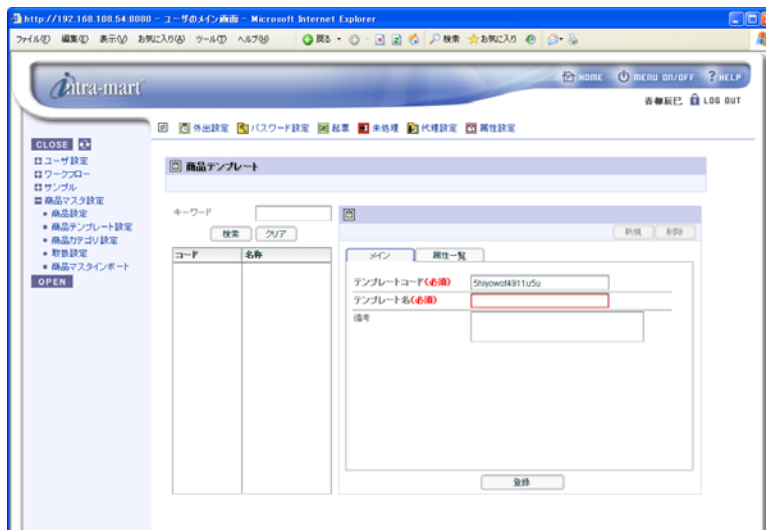 http://192.168.108.54:8080 - ユーザのメイン画面 - Microsoft Internet Explorer
ファイル(F) 編集(E) 表示(V) お気に入り(A) ツール(T) ヘルプ(H) 戻る 検索 お気に入り
intra-mart
HOME MENU ON/OFF ? HELP
青柳辰巳 LOG OUT
外出設定 パスワード設定 起票 未処理 代理設定 属性設定
CLOSE
ユーザ設定
ワークフロー
サンプル
商品マスタ設定
商品設定
商品テンプレート設定
商品カテゴリ設定
取扱設定
商品マスタインポート
OPEN
商品テンプレート
キーワード
検索 クリア
コード 名称
新規 削除
メイン 属性一覧
テンプレートコード(必須) 5hiyowof4911u5u
テンプレート名(必須)
備考
登録